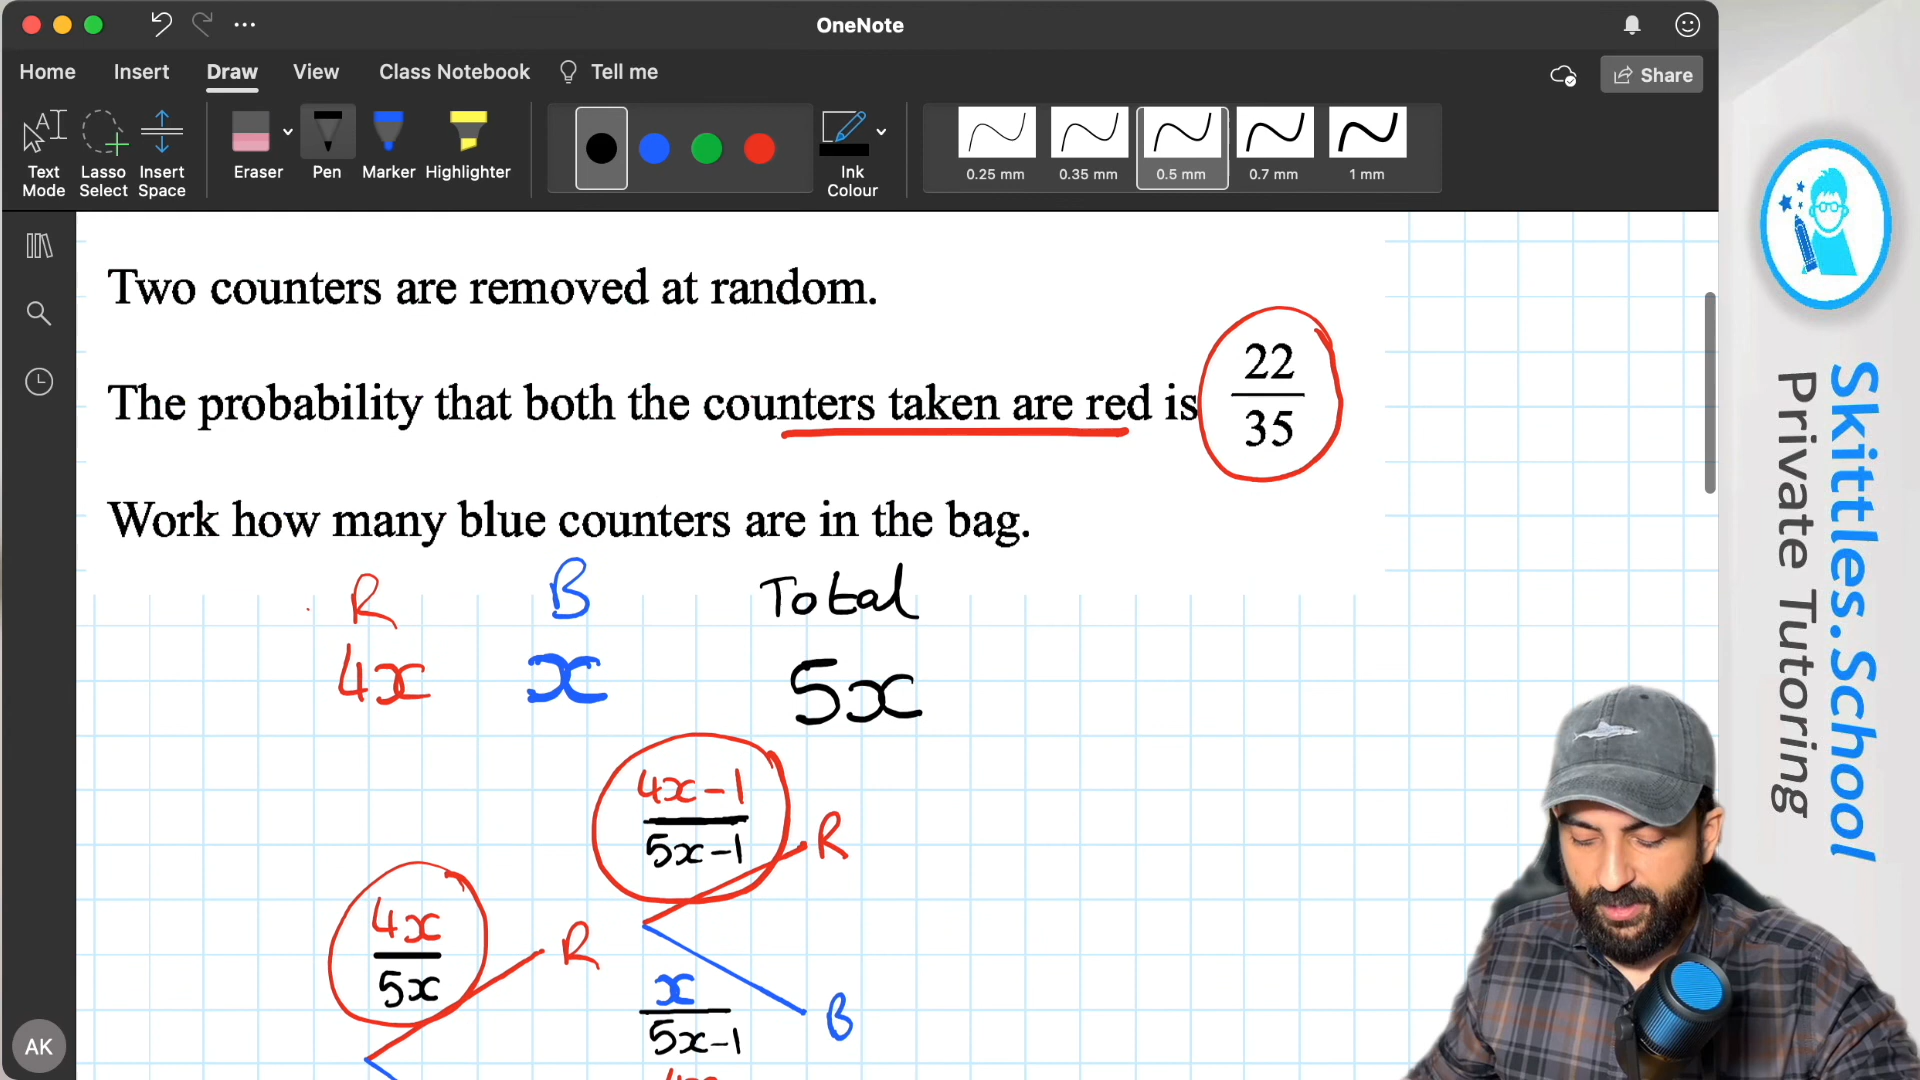 OneNote
Home Insert Draw View Class Notebook Tell me
Share
Text Mode
Lasso Select
Insert Space
Eraser
Pen
Marker
Highlighter
Ink Colour
0.25 mm
0.35 mm
0.5 mm
0.7 mm
1 mm
Two counters are removed at random.
The probability that both the counters taken are red is 22/35
Work how many blue counters are in the bag.
R B Total
4x x 5x
4x-1
5x-1
R
4x
5x
R
x
5x-1
B
AK
Skittles.School
Private Tutoring